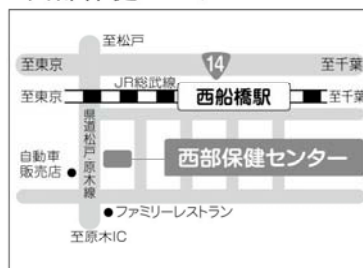 至松戸
至東京
14
至千葉
JR総武線
至東京
西船橋駅
至千葉
県道松戸・原木線
自動車
販売店
西部保健センター
ファミリーレストラン
至原木IC